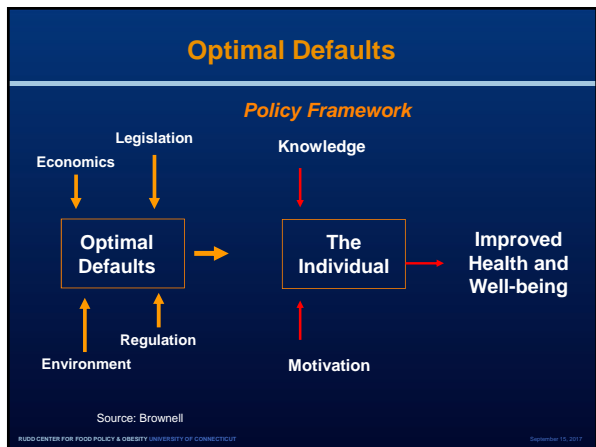 Optimal Defaults
Policy Framework
Legislation
Economics
Knowledge
Optimal
Defaults
The
Individual
Improved
Health and
Well-being
Regulation
Environment
Motivation
Source: Brownell
RUDD CENTER FOR FOOD POLICY & OBESITY UNIVERSITY OF CONNECTICUT
September 15, 2017